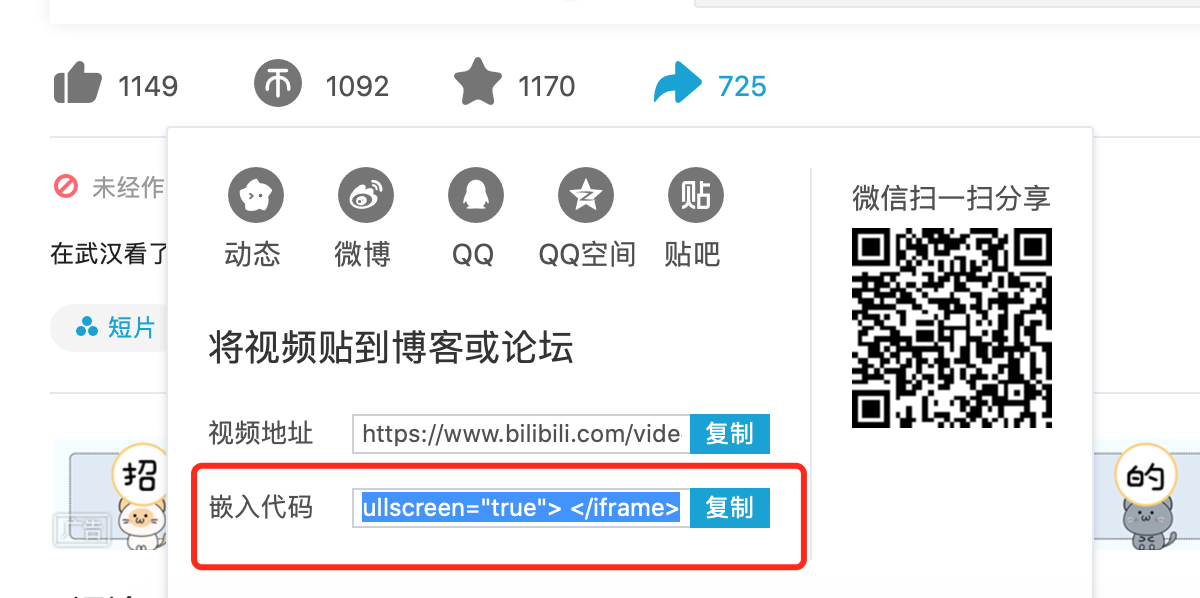 1149 1092 1170 725
未经作
在武汉看了
短片
动态 微博 QQ QQ空间 贴吧
贴
微信扫一扫分享
将视频贴到博客或论坛
视频地址 https://www.bilibili.com/vide 复制
嵌入代码 ullscreen="true"> </iframe> 复制
招
的
广告